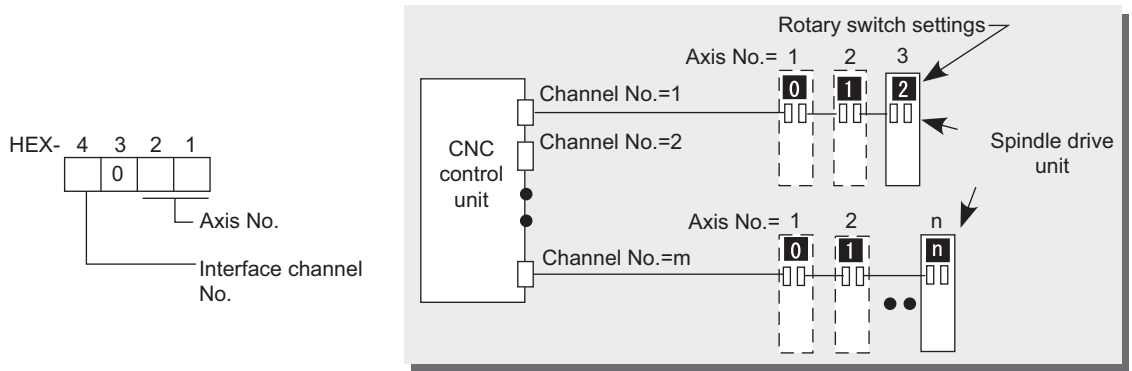 HEX- 4 3 2 1
0
Axis No.
Interface channel
No.
Rotary switch settings
Axis No.= 1 2 3
0 1 2
Channel No.=1
Channel No.=2
CNC
control
unit
Spindle drive
unit
Axis No.= 1 2 n
0 1 n
Channel No.=m